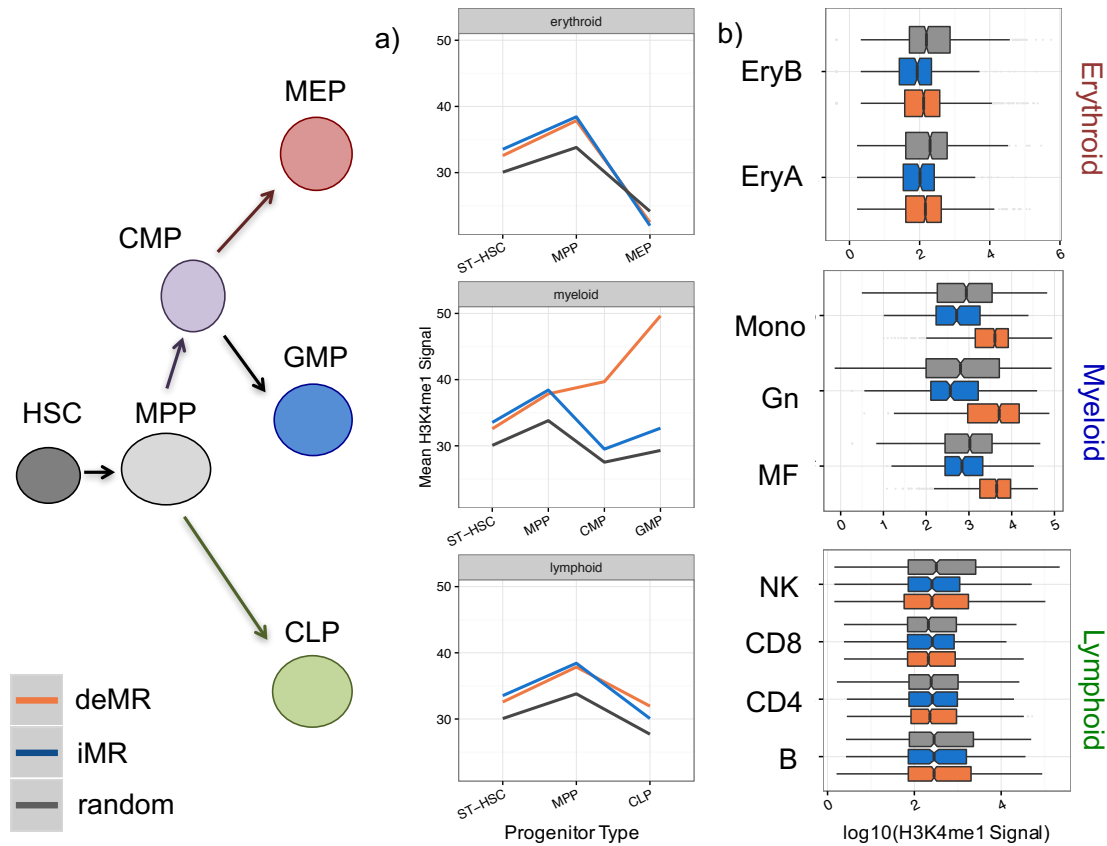 MEP
CMP
GMP
HSC
MPP
CLP
deMR
iMR
random
a)
erythroid
50
40
30
ST-HSC
MPP
MEP
myeloid
50
40
30
ST-HSC
MPP
CMP
GMP
lymphoid
50
40
30
ST-HSC
MPP
CLP
Mean H3K4me1 Signal
Progenitor Type
b)
EryB
EryA
0
2
4
6
Erythroid
Mono
Gn
MF
0
1
2
3
4
5
Myeloid
NK
CD8
CD4
B
0
2
3
4
Lymphoid
log10(H3K4me1 Signal)